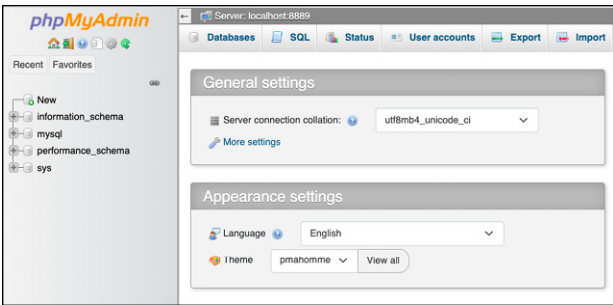 phpMyAdmin
Recent Favorites
New
information_schema
mysql
performance_schema
sys
Server: localhost:8889
Databases SQL Status User accounts Export Import
General settings
Server connection collation: utf8mb4_unicode_ci
More settings
Appearance settings
Language English
Theme pmahomme View all